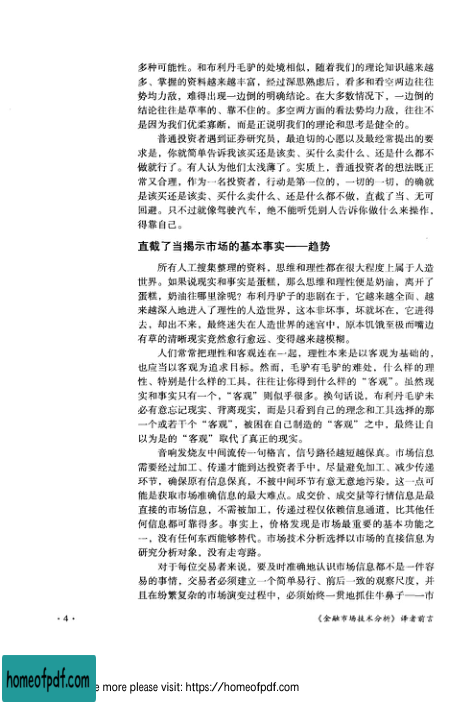 多种可能性。和布利丹毛驴的处境相似，随着我们的理论知识越来越
多、掌握的资料越来越丰富，经过深思熟虑后，看多和看空两边往往
势均力敌，难得出现一边倒的明确结论。在大多数情况下，一边倒的
结论往往是草率的、靠不住的。多空两方面的看法势均力敌，往往不
是因为我们优柔寡断，而是正说明我们的理论和思考是健全的。
普通投资者遇到证券研究员，最迫切的心愿以及最经常提出的要
求是，你就简单告诉我该买还是该卖、买什么卖什么、还是什么都不
做就行了。有人认为他们太浅薄了。实质上，普通投资者的想法既正
常又合理，作为一名投资者，行动是第一位的，一切的一切，的确就
是该买还是该卖、买什么卖什么、还是什么都不做，直截了当、无可
回避。只不过就像驾驶汽车，绝不能听凭别人告诉你做什么来操作，
得靠自己。
直截了当揭示市场的基本事实——趋势
所有人工搜集整理的资料，思维和理性都在很大程度上属于人造
世界。如果说现实和事实是蛋糕，那么思维和理性便是奶油，离开了
蛋糕，奶油往哪里涂呢？布利丹驴子的悲剧在于，它越来越全面、越
来越深入地进入了理性的人造世界，这本非坏事，坏就坏在，它进得
去，却出不来，最终迷失在人造世界的迷宫中，原本饥饿至极而嘴边
有草的清晰现实竟然愈行愈远、变得越来越模糊。
人们常常把理性和客观连在一起，理性本来是以客观为基础的，
也应当以客观为追求目标。然而，毛驴有毛驴的难处，什么样的理
性、特别是什么样的工具，往往让你得到什么样的“客观”。虽然现
实和事实只有一个，“客观”则似乎很多。换句话说，布利丹毛驴未
必有意忘记现实、背离现实，而是只看到自己的理念和工具选择的那
一个或若干个“客观”，被困在自己制造的“客观”之中，最终让自
以为是的“客观”取代了真正的现实。
音响发烧友中间流传一句格言，信号路径越短越保真。市场信息
需要经过加工、传递才能到达投资者手中，尽量避免加工、减少传递
环节，确保原有信息保真，不被中间环节有意无意地污染，这一点可
能是获取市场准确信息的最大难点。成交价、成交量等行情信息是最
直接的市场信息，不需被加工，传递过程仅依赖信息通道，比其他任
何信息都可靠得多。事实上，价格发现是市场最重要的基本功能之
一，没有任何东西能够替代。市场技术分析选择以市场的直接信息为
研究分析对象，没有走弯路。
对于每位交易者来说，要及时准确地认识市场信息都不是一件容
易的事情，交易者必须建立一个简单易行、前后一致的观察尺度，并
且在纷繁复杂的市场演变过程中，必须始终一贯地抓住牛鼻子——市
·4·
《金融市场技术分析》译者前言
homeofpdf.com
e more please visit: https://homeofpdf.com